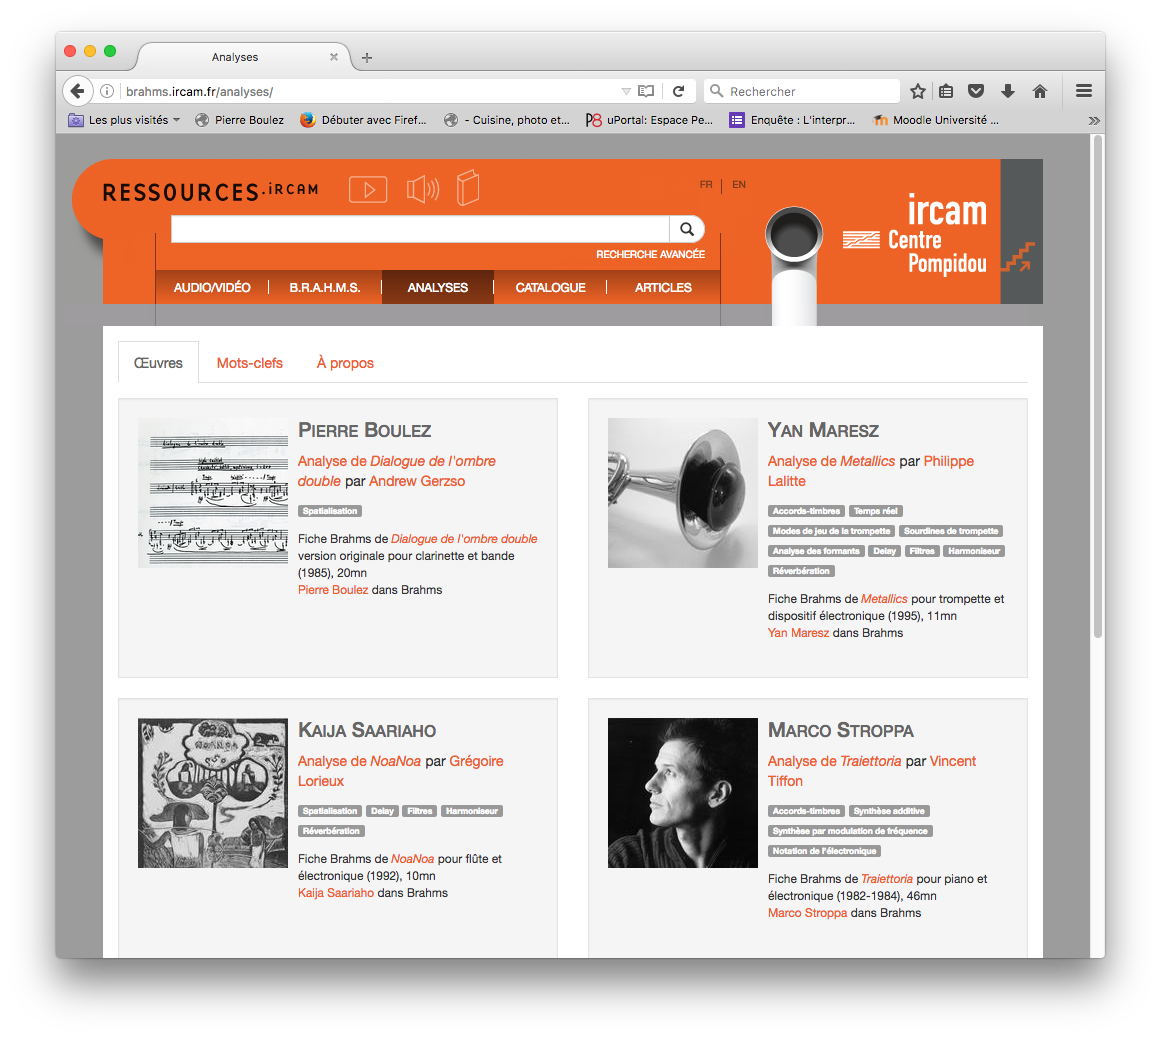 Analyses
brahms.ircam.fr/analyses/
Rechercher
Les plus visités
Pierre Boulez
Débuter avec Firef...
- Cuisine, photo et...
P8 uPortal: Espace Pe...
Enquête : L'interpr...
Moodle Université ...
RESSOURCES.iRCAM
FR | EN
RECHERCHE AVANCÉE
ircam
Centre
Pompidou
AUDIO/VIDÉO
B.R.A.H.M.S.
ANALYSES
CATALOGUE
ARTICLES
Œuvres
Mots-clefs
À propos
PIERRE BOULEZ
Analyse de Dialogue de l'ombre
double par Andrew Gerzso
Spatialisation
Fiche Brahms de Dialogue de l'ombre double
version originale pour clarinette et bande
(1985), 20mn
Pierre Boulez dans Brahms
YAN MARESZ
Analyse de Metallics par Philippe
Lalitte
Accords-timbres Temps réel
Modes de jeu de la trompette Sourdines de trompette
Analyse des formants Delay Filtres Harmoniseur
Réverbération
Fiche Brahms de Metallics pour trompette et
dispositif électronique (1995), 11mn
Yan Maresz dans Brahms
KAIJA SAARIAHO
NOANOA
Analyse de NoaNoa par Grégoire
Lorieux
Spatialisation Delay Filtres Harmoniseur
Réverbération
Fiche Brahms de NoaNoa pour flûte et
électronique (1992), 10mn
Kaija Saariaho dans Brahms
MARCO STROPPA
Analyse de Traiettoria par Vincent
Tiffon
Accords-timbres Synthèse additive
Synthèse par modulation de fréquence
Notation de l'électronique
Fiche Brahms de Traiettoria pour piano et
électronique (1982-1984), 46mn
Marco Stroppa dans Brahms